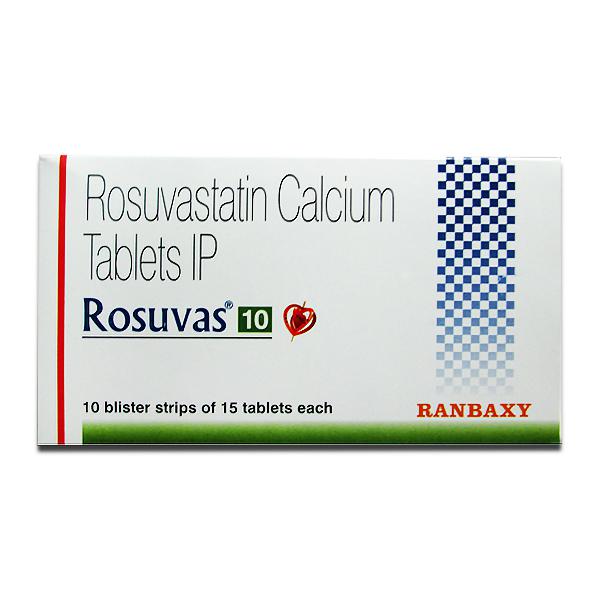 Rosuvastatin Calcium
Tablets IP
Rosuvas® 10
10 blister strips of 15 tablets each
RANBAXY